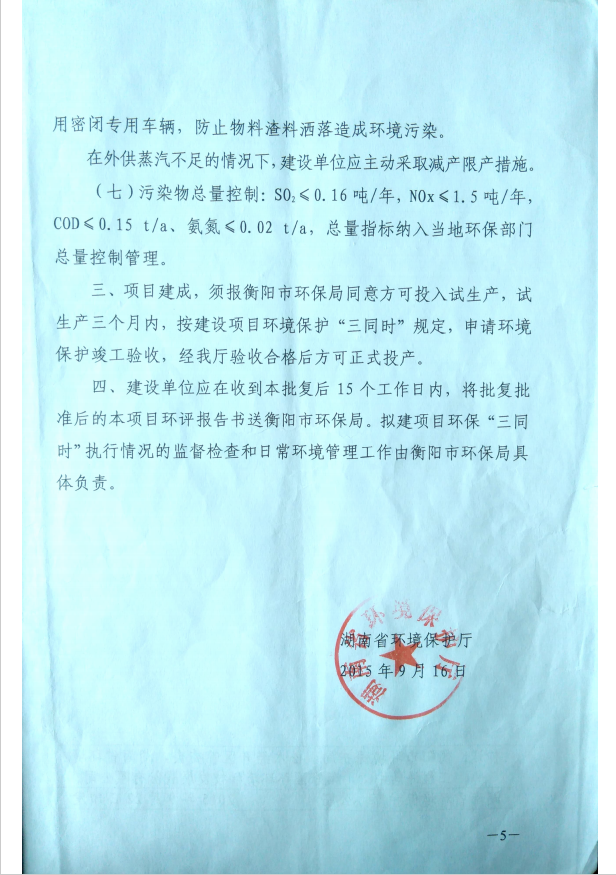 用密闭专用车辆，防止物料渣料洒落造成环境污染。
在外供蒸汽不足的情况下，建设单位应主动采取减产限产措施。
（七）污染物总量控制：SO₂≤0.16 吨/年，NOx≤1.5 吨/年，
COD≤0.15 t/a、氨氮≤0.02 t/a，总量指标纳入当地环保部门
总量控制管理。
三、项目建成，须报衡阳市环保局同意方可投入试生产，试
生产三个月内，按建设项目环境保护“三同时”规定，申请环境
保护竣工验收，经我厅验收合格后方可正式投产。
四、建设单位应在收到本批复后 15 个工作日内，将批复批
准后的本项目环评报告书送衡阳市环保局。拟建项目环保“三同
时”执行情况的监督检查和日常环境管理工作由衡阳市环保局具
体负责。
湖南省环境保护厅
湖南省环境保护厅
2015 年 9 月 16 日
—5—